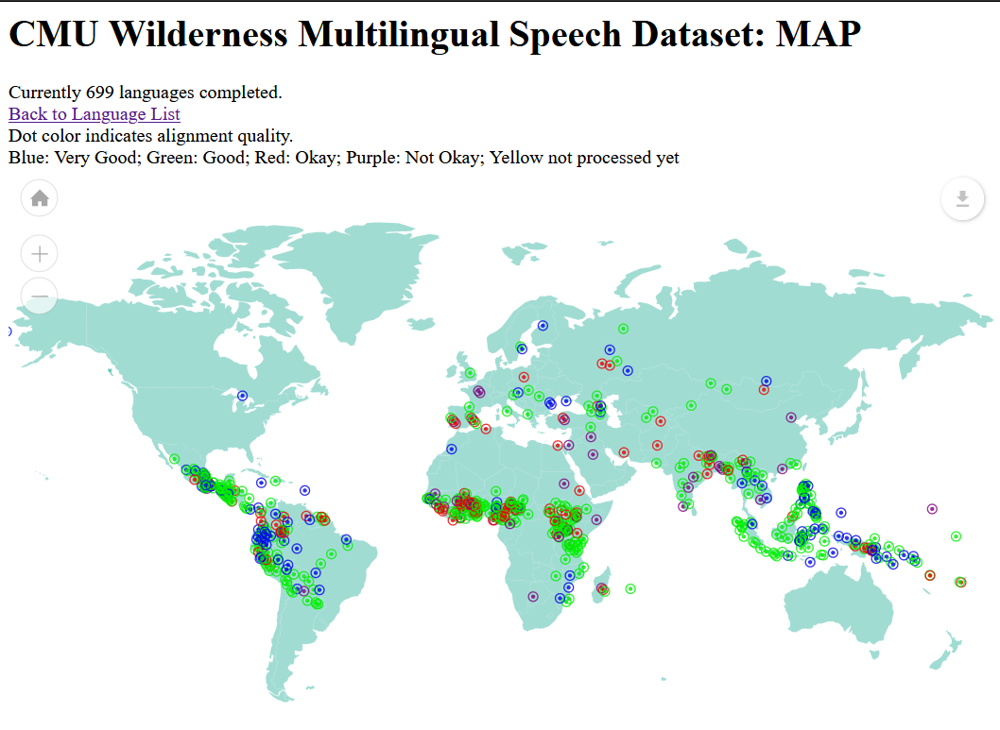 CMU Wilderness Multilingual Speech Dataset: MAP
Currently 699 languages completed.
Back to Language List
Dot color indicates alignment quality.
Blue: Very Good; Green: Good; Red: Okay; Purple: Not Okay; Yellow not processed yet